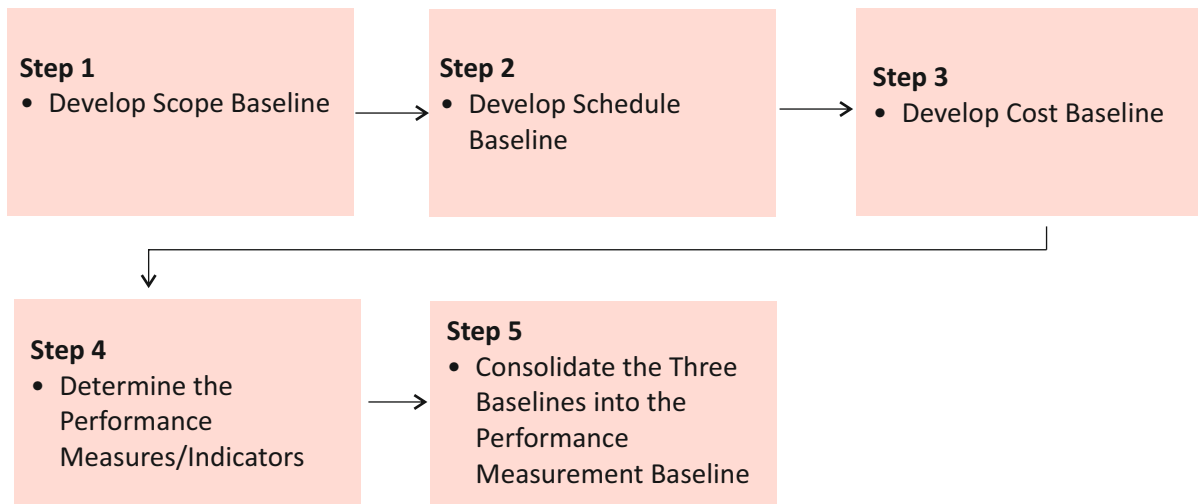 Step 1
• Develop Scope Baseline
Step 2
• Develop Schedule
Baseline
Step 3
• Develop Cost Baseline
Step 4
• Determine the
Performance
Measures/Indicators
Step 5
• Consolidate the Three
Baselines into the
Performance
Measurement Baseline